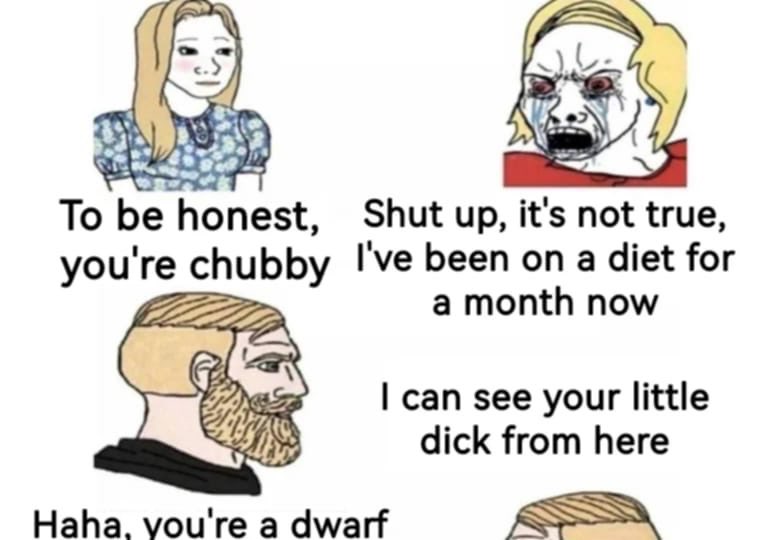 To be honest,
you're chubby
Shut up, it's not true,
I've been on a diet for
a month now
I can see your little
dick from here
Haha, you're a dwarf